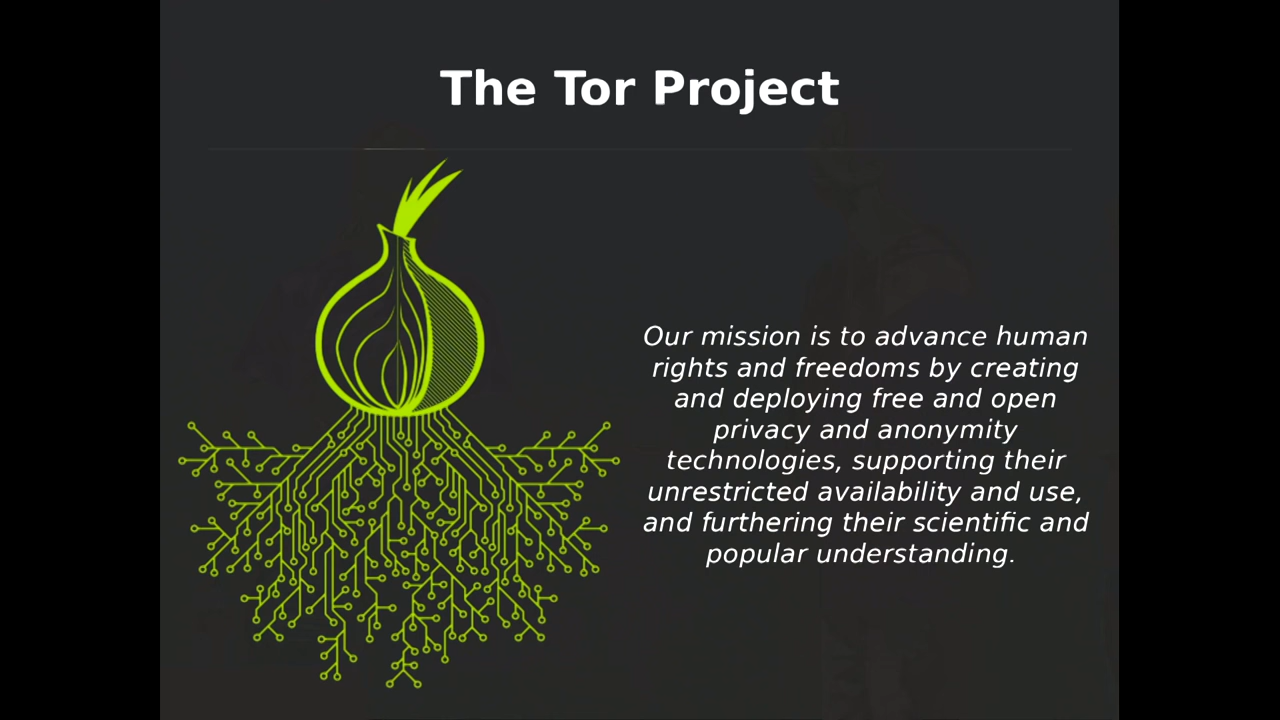 The Tor Project
Our mission is to advance human
rights and freedoms by creating
and deploying free and open
privacy and anonymity
technologies, supporting their
unrestricted availability and use,
and furthering their scientific and
popular understanding.